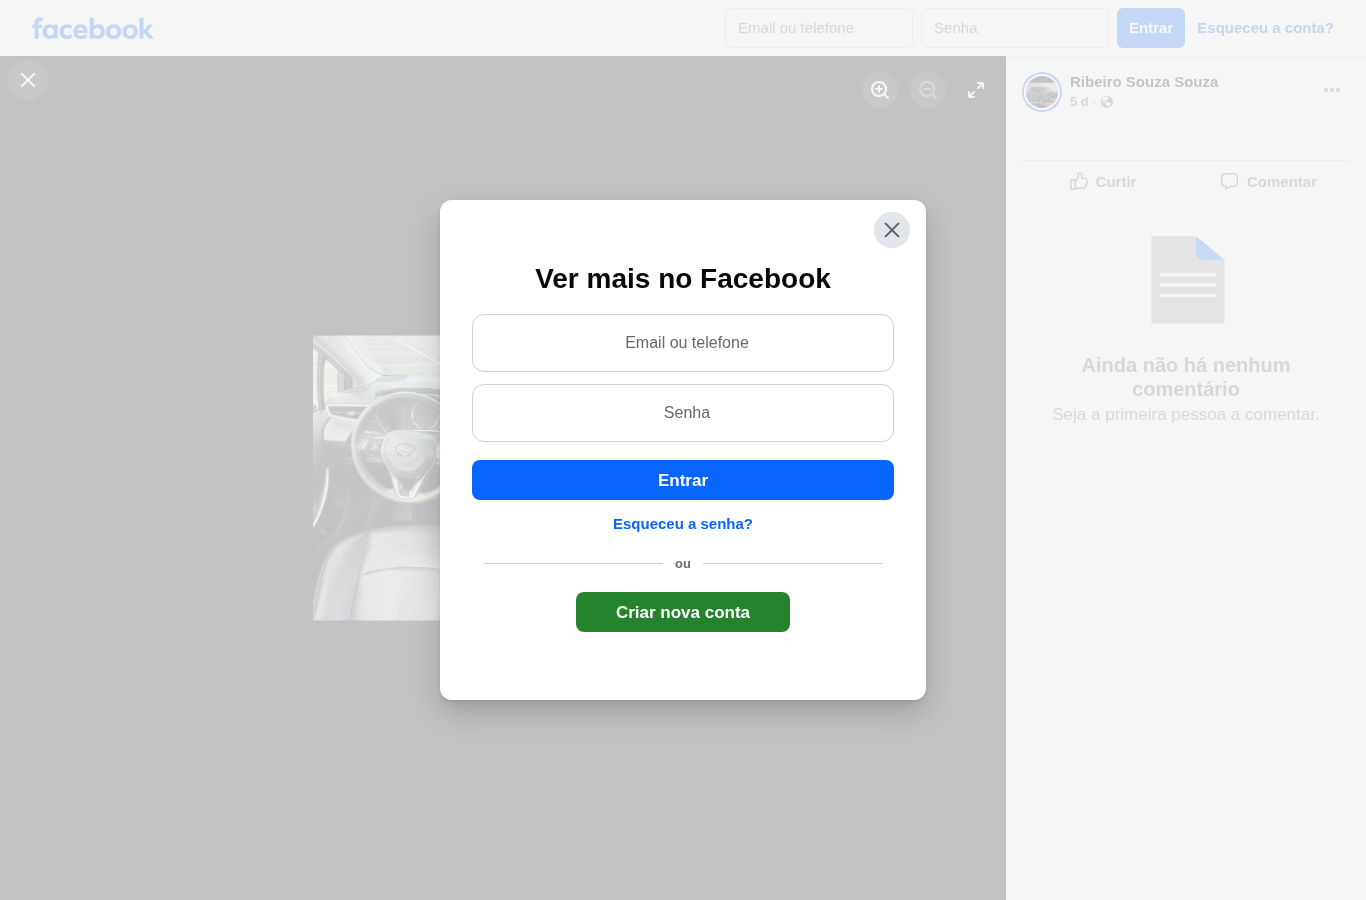 facebook
Email ou telefone
Senha
Entrar
Esqueceu a conta?
Ribeiro Souza Souza
5 d ·
Curtir
Comentar
Ainda não há nenhum
comentário
Seja a primeira pessoa a comentar.
Ver mais no Facebook
Email ou telefone
Senha
Entrar
Esqueceu a senha?
ou
Criar nova conta